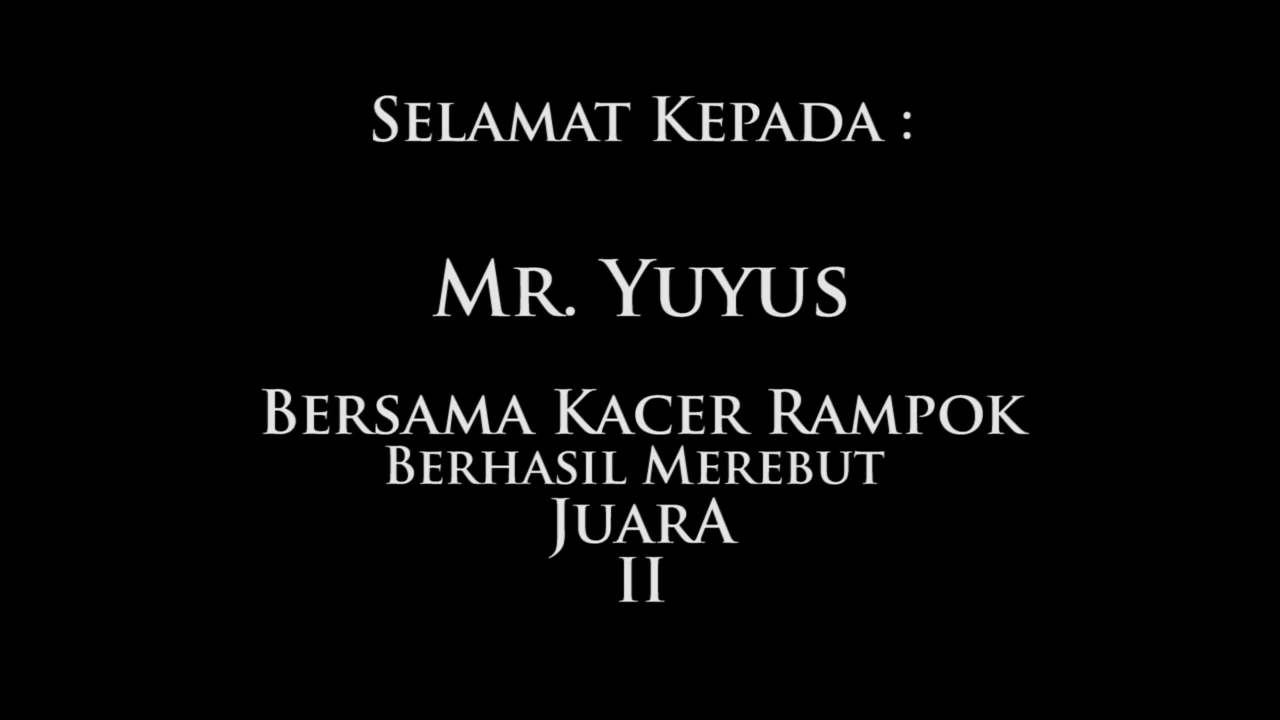 Selamat Kepada :
Mr. Yuyus
Bersama Kacer Rampok
Berhasil Merebut
JuarA
II